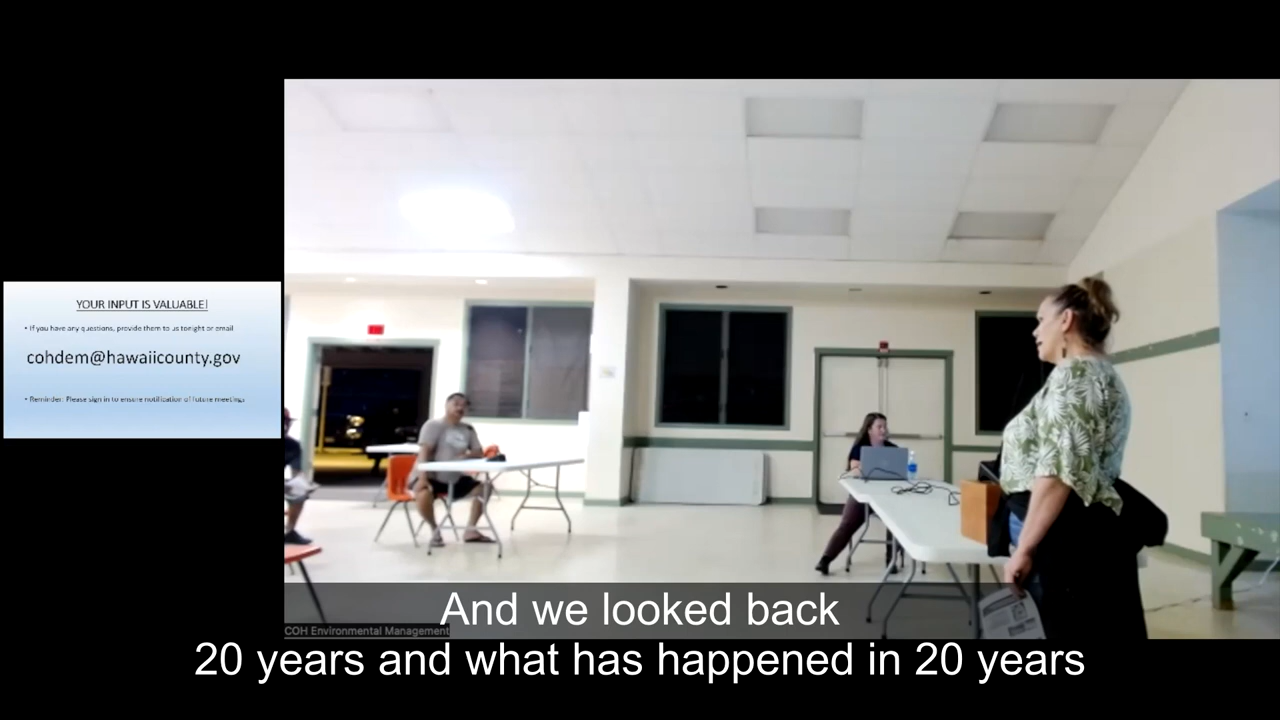 YOUR INPUT IS VALUABLE!
• If you have any questions, provide them to us tonight or email
cohdem@hawaiicounty.gov
• Reminder: Please sign in to ensure notification of future meetings
And we looked back
COH Environmental Management
20 years and what has happened in 20 years